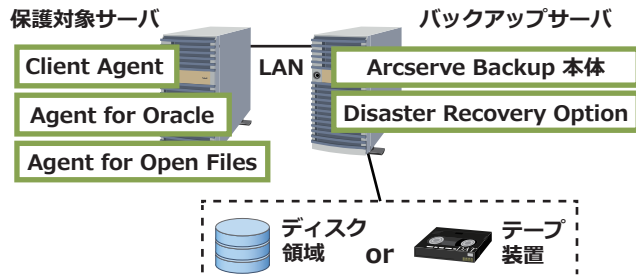 保護対象サーバ
バックアップサーバ
Client Agent
LAN
Arcserve Backup 本体
Agent for Oracle
Disaster Recovery Option
Agent for Open Files
ディスク
領域
or
テープ
装置
DAT